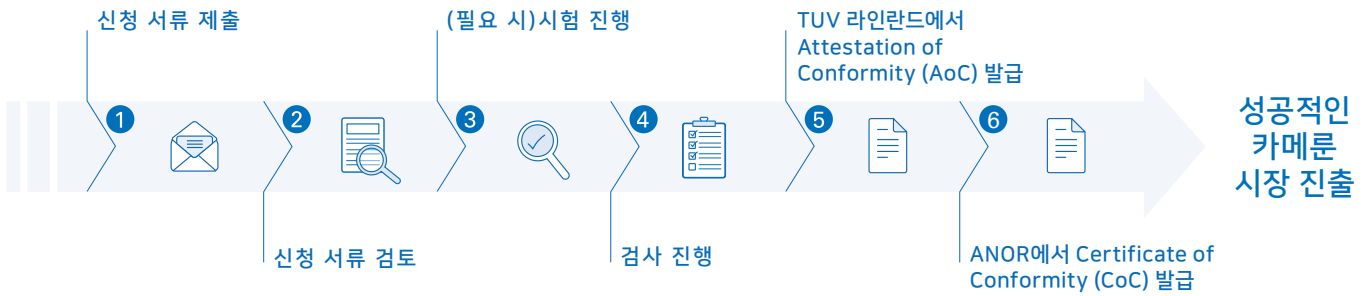 신청 서류 제출
(필요 시)시험 진행
TUV 라인란드에서
Attestation of
Conformity (AoC) 발급
1
2
3
4
5
6
성공적인
카메룬
시장 진출
신청 서류 검토
검사 진행
ANOR에서 Certificate of
Conformity (CoC) 발급